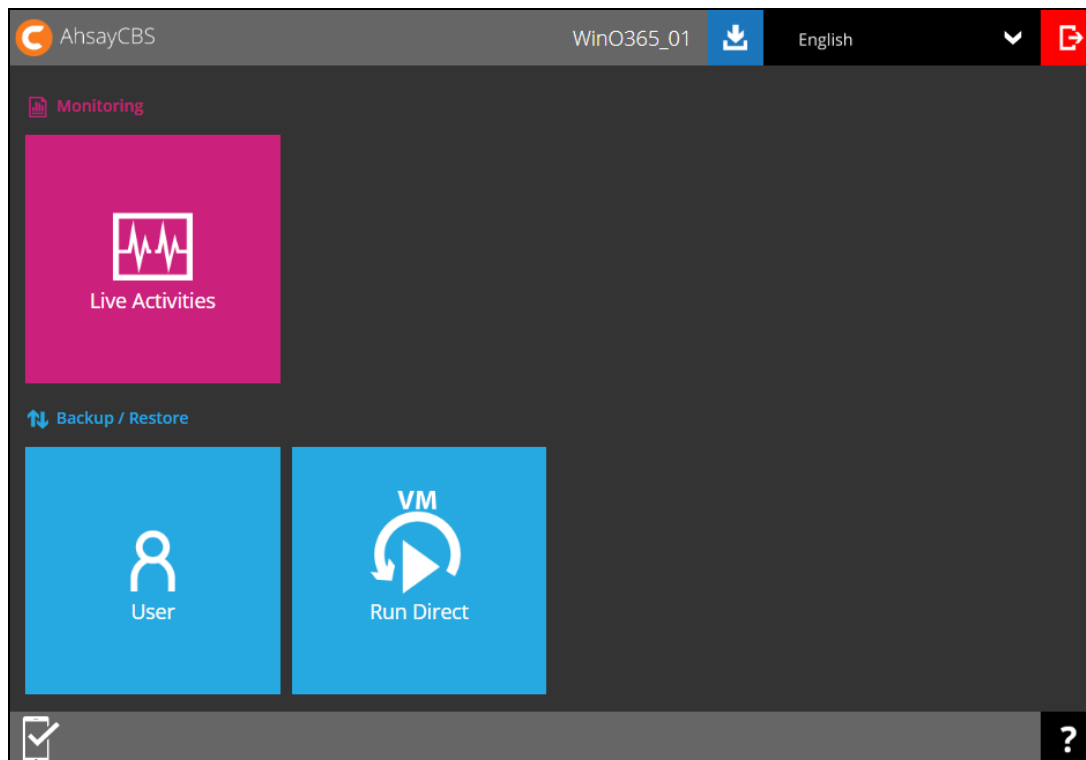 AhsayCBS
WinO365_01
English
Monitoring
Live Activities
Backup / Restore
User
VM
Run Direct
?